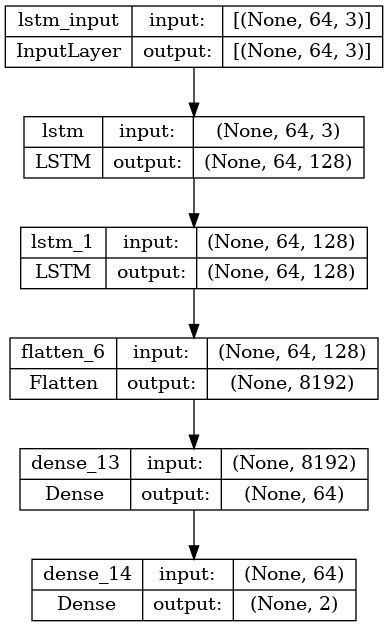 lstm_input input: [(None, 64, 3)]
InputLayer output: [(None, 64, 3)]
lstm input: (None, 64, 3)
LSTM output: (None, 64, 128)
lstm_1 input: (None, 64, 128)
LSTM output: (None, 64, 128)
flatten_6 input: (None, 64, 128)
Flatten output: (None, 8192)
dense_13 input: (None, 8192)
Dense output: (None, 64)
dense_14 input: (None, 64)
Dense output: (None, 2)